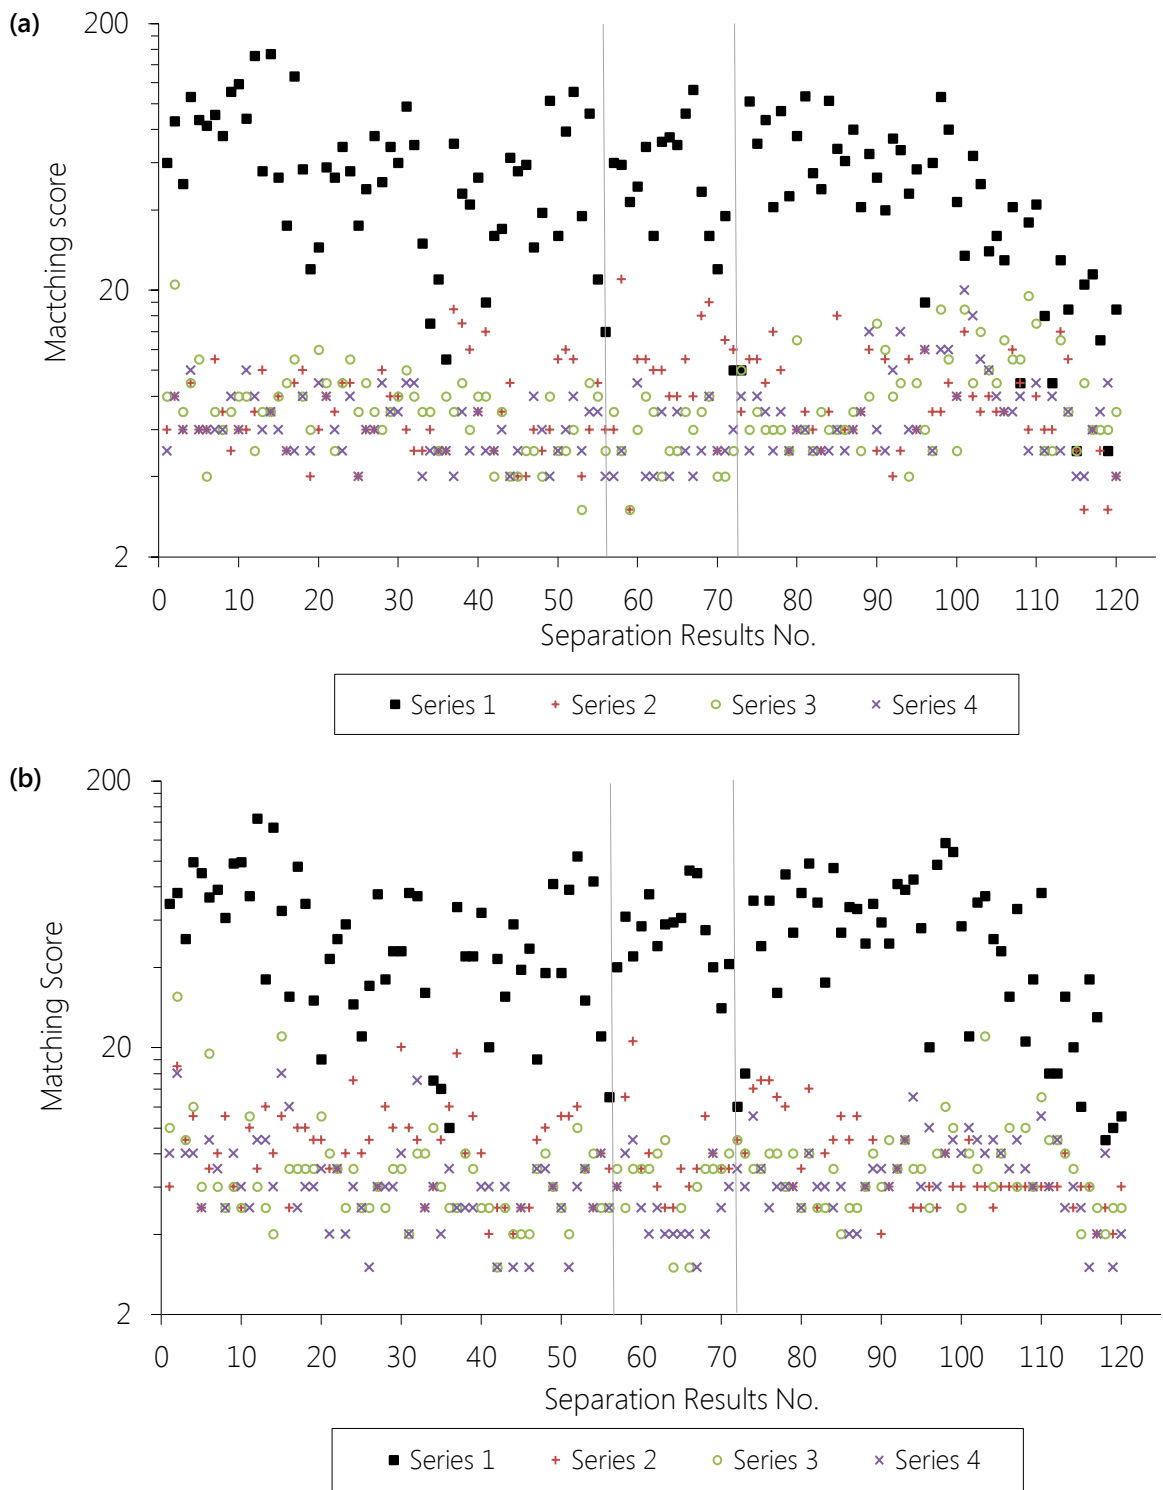 (a)
200
20
2
Mactching score
0 10 20 30 40 50 60 70 80 90 100 110 120
Separation Results No.
Series 1 Series 2 Series 3 Series 4
(b)
200
20
2
Matching Score
0 10 20 30 40 50 60 70 80 90 100 110 120
Separation Results No.
Series 1 Series 2 Series 3 Series 4